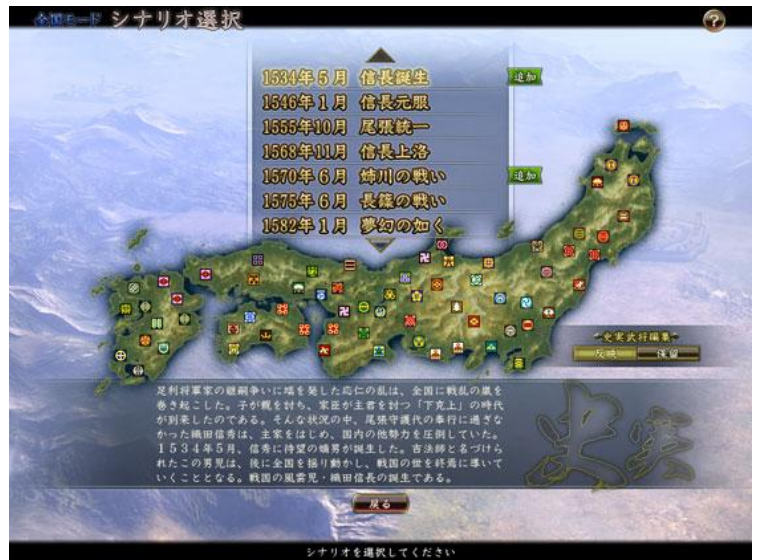 全国モード シナリオ選択
?
1534年5月 信長誕生 追加
1546年1月 信長元服
1555年10月 尾張統一
1568年11月 信長上洛
1570年6月 姉川の戦い 追加
1575年6月 長篠の戦い
1582年1月 夢幻の如く
史実武将編集
反映 保留
足利将軍家の継嗣争いに端を発した応仁の乱は、全国に戦乱の嵐を
巻き起こした。子が親を討ち、家臣が主君を討つ「下克上」の時代
が到来したのである。そんな状況の中、尾張守護代の奉行に過ぎな
かった織田信秀は、主家をはじめ、国内の他勢力を圧倒していた。
1534年5月、信秀に待望の嫡男が誕生した。吉法師と名づけら
れたこの男児は、後に全国を揺り動かし、戦国の世を終焉に導いて
いくこととなる。戦国の風雲児・織田信長の誕生である。
史実
戻る
シナリオを選択してください